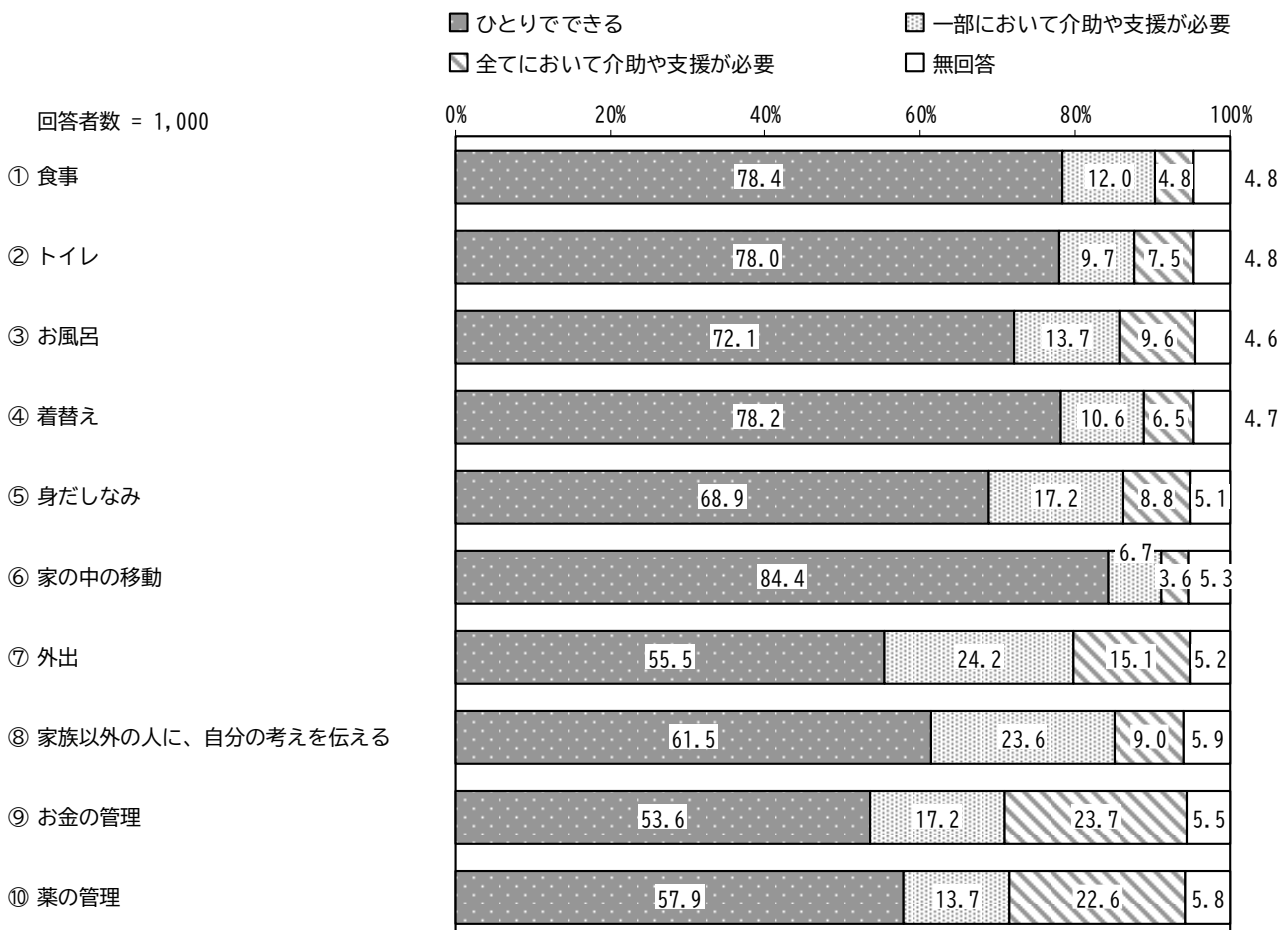 ひとりでできる 一部において介助や支援が必要
全てにおいて介助や支援が必要 無回答
回答者数 = 1,000
0% 20% 40% 60% 80% 100%
① 食事 78.4 12.0 4.8 4.8
② トイレ 78.0 9.7 7.5 4.8
③ お風呂 72.1 13.7 9.6 4.6
④ 着替え 78.2 10.6 6.5 4.7
⑤ 身だしなみ 68.9 17.2 8.8 5.1
⑥ 家の中の移動 84.4 6.7 3.6 5.3
⑦ 外出 55.5 24.2 15.1 5.2
⑧ 家族以外の人に、自分の考えを伝える 61.5 23.6 9.0 5.9
⑨ お金の管理 53.6 17.2 23.7 5.5
⑩ 薬の管理 57.9 13.7 22.6 5.8